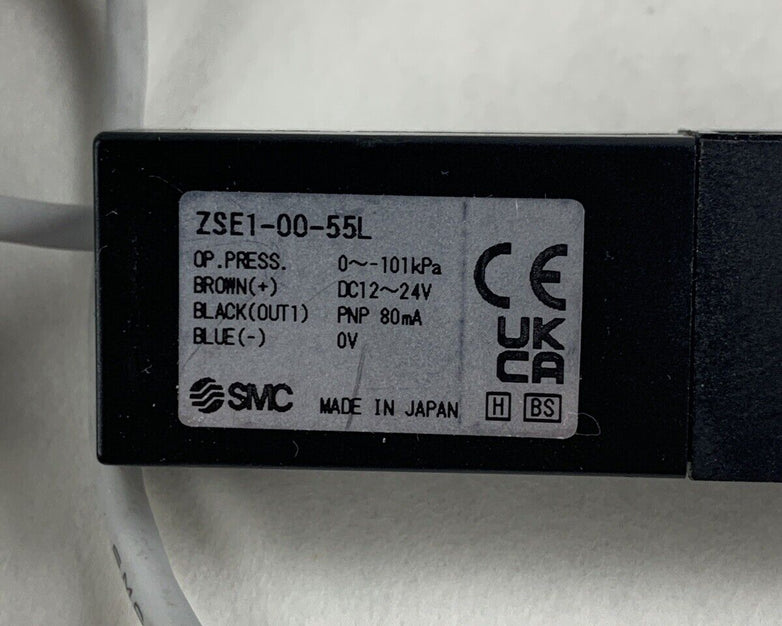 ZSE1-00-55L
OP.PRESS. 0~-101kPa
BROWN(+) DC12~24V
BLACK(OUT1) PNP 80mA
BLUE(-) 0V
SMC MADE IN JAPAN H BS
CE
UK
CA
SMC